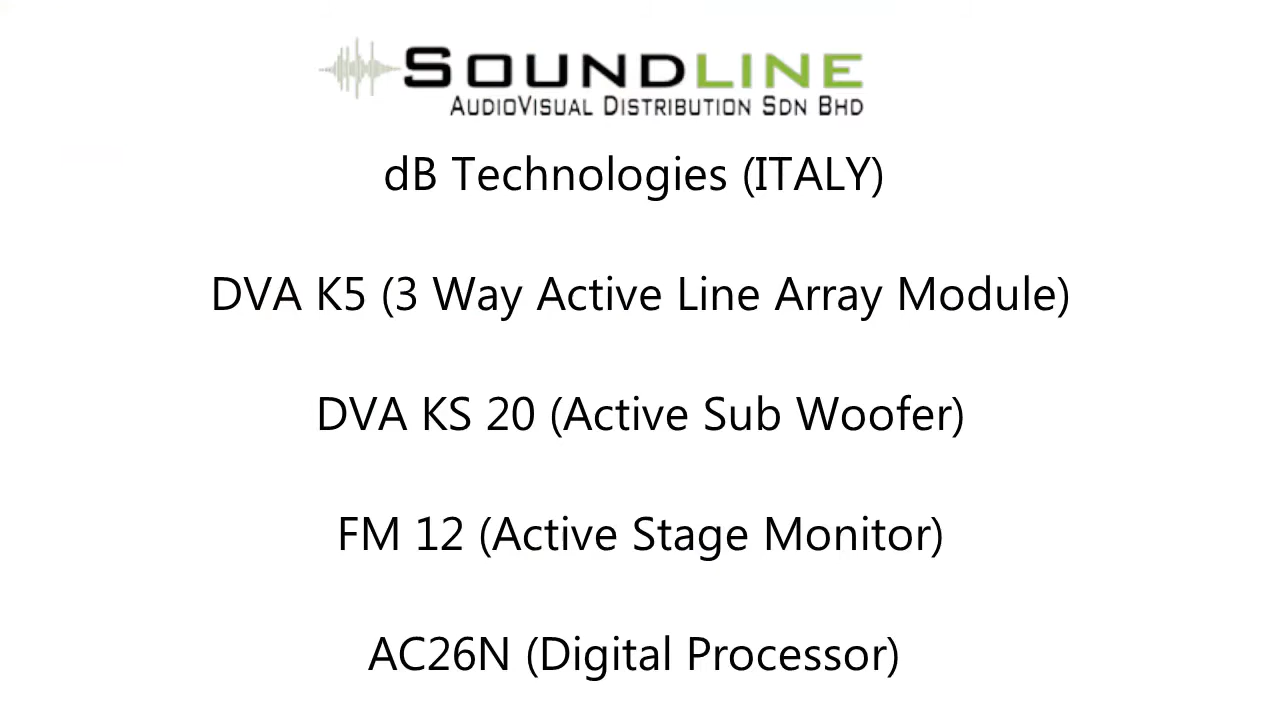 SOUNDLINE
AUDIOVISUAL DISTRIBUTION SDN BHD
dB Technologies (ITALY)
DVA K5 (3 Way Active Line Array Module)
DVA KS 20 (Active Sub Woofer)
FM 12 (Active Stage Monitor)
AC26N (Digital Processor)